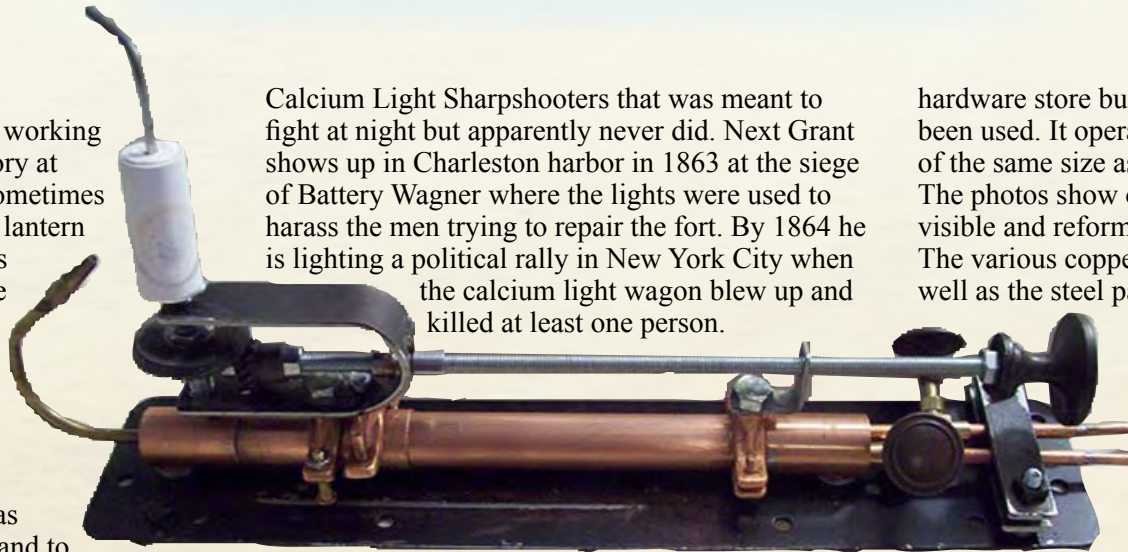 working
ory at
ometimes
lantern
s
e
as
and to
Calcium Light Sharpshooters that was meant to
fight at night but apparently never did. Next Grant
shows up in Charleston harbor in 1863 at the siege
of Battery Wagner where the lights were used to
harass the men trying to repair the fort. By 1864 he
is lighting a political rally in New York City when
the calcium light wagon blew up and
killed at least one person.
hardware store bu
been used. It opera
of the same size as
The photos show
visible and reform
The various coppe
well as the steel pa